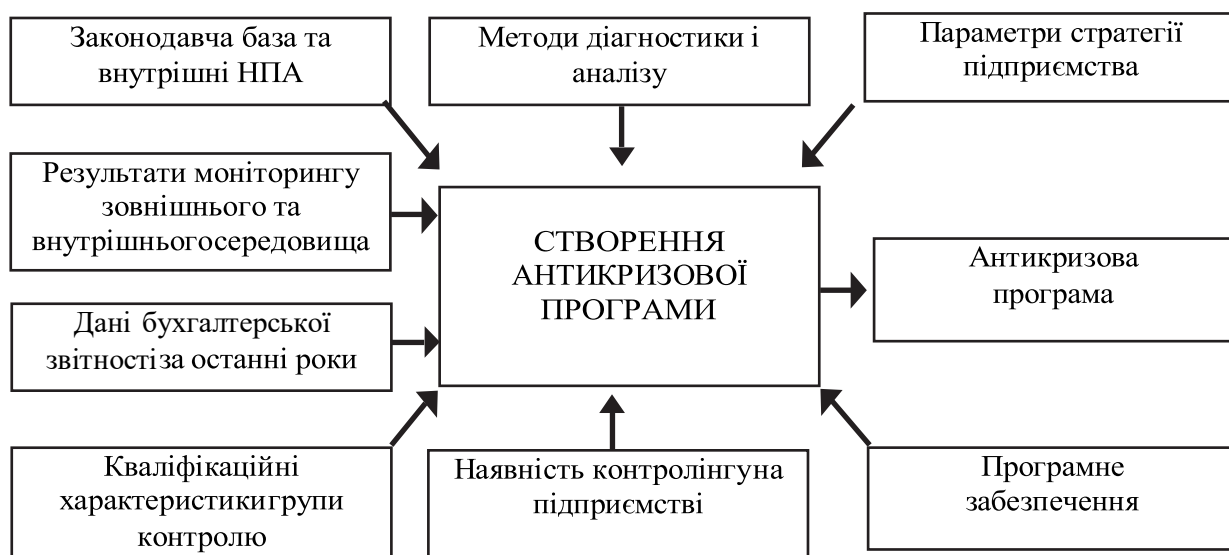 Законодавча база та
внутрішні НПА
Методи діагностики і
аналізу
Параметри стратегії
підприємства
Результати моніторингу
зовнішнього та
внутрішньогосередовища
СТВОРЕННЯ
АНТИКРИЗОВОЇ
ПРОГРАМИ
Антикризова
програма
Дані бухгалтерської
звітностіза останні роки
Кваліфікаційні
характеристикигрупи
контролю
Наявність контролінгуна
підприємстві
Програмне
забезпечення